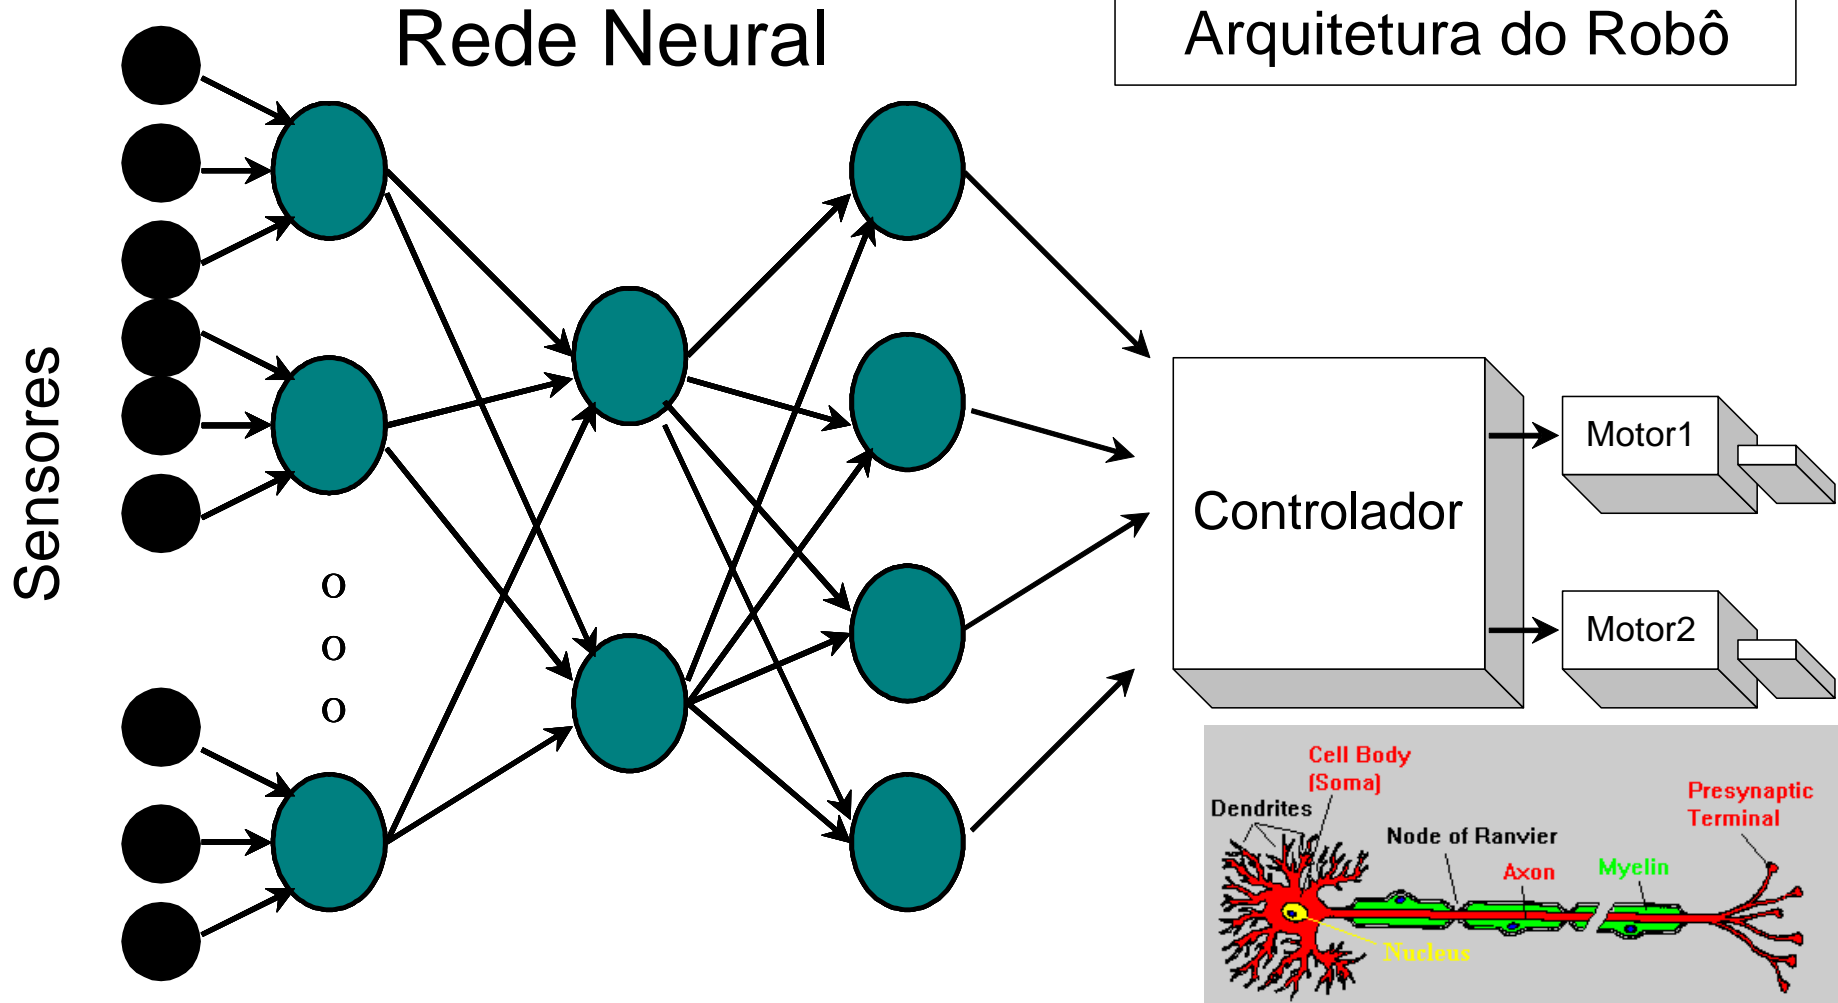 Rede Neural
Arquitetura do Robô
Sensores
o
o
o
Controlador
Motor1
Motor2
Cell Body
(Soma)
Dendrites
Node of Ranvier
Axon
Myelin
Presynaptic
Terminal
Nucleus